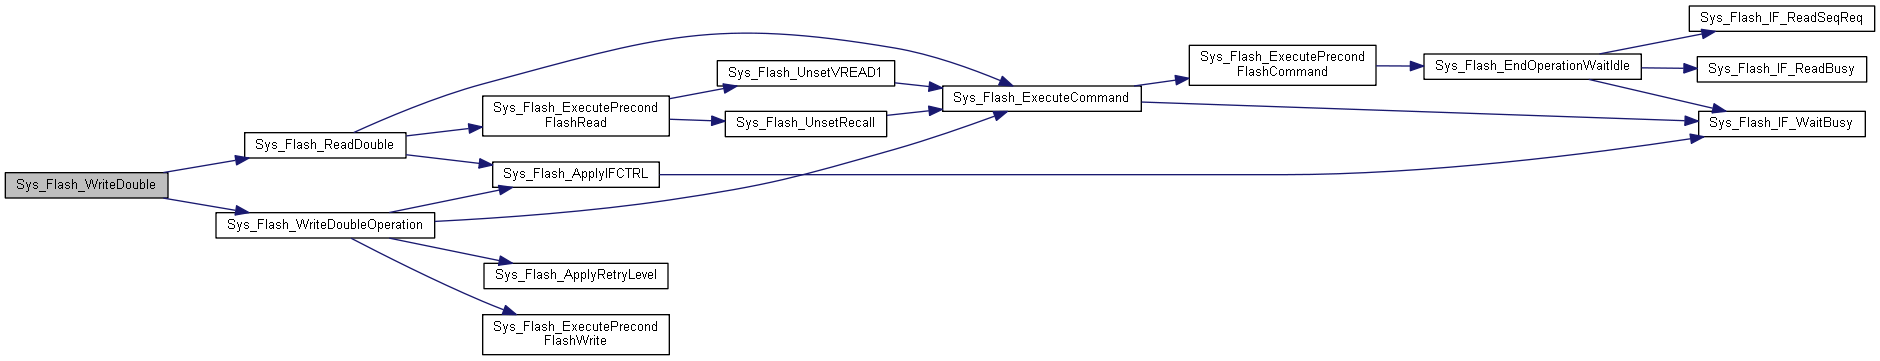 Sys_Flash_WriteDouble
Sys_Flash_ReadDouble
Sys_Flash_WriteDoubleOperation
Sys_Flash_ExecutePrecond
FlashRead
Sys_Flash_ApplyIFCTRL
Sys_Flash_ApplyRetryLevel
Sys_Flash_ExecutePrecond
FlashWrite
Sys_Flash_UnsetVREAD1
Sys_Flash_UnsetRecall
Sys_Flash_ExecuteCommand
Sys_Flash_ExecutePrecond
FlashCommand
Sys_Flash_EndOperationWaitIdle
Sys_Flash_IF_ReadSeqReq
Sys_Flash_IF_ReadBusy
Sys_Flash_IF_WaitBusy